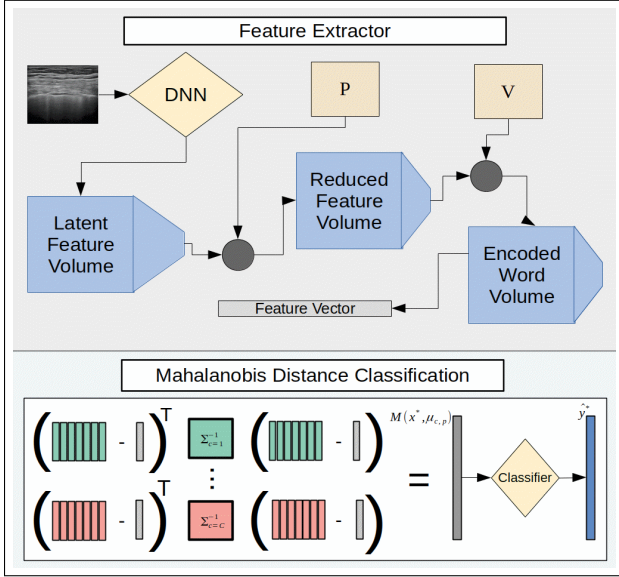 Feature Extractor
DNN
P
V
Latent
Feature
Volume
Reduced
Feature
Volume
Encoded
Word
Volume
Feature Vector
Mahalanobis Distance Classification
( - )ᵀ Σ⁻¹c=1 ( - )
⋮
( - )ᵀ Σ⁻¹c=C ( - )
=
M(x*, μc,p)
Classifier
ŷ*